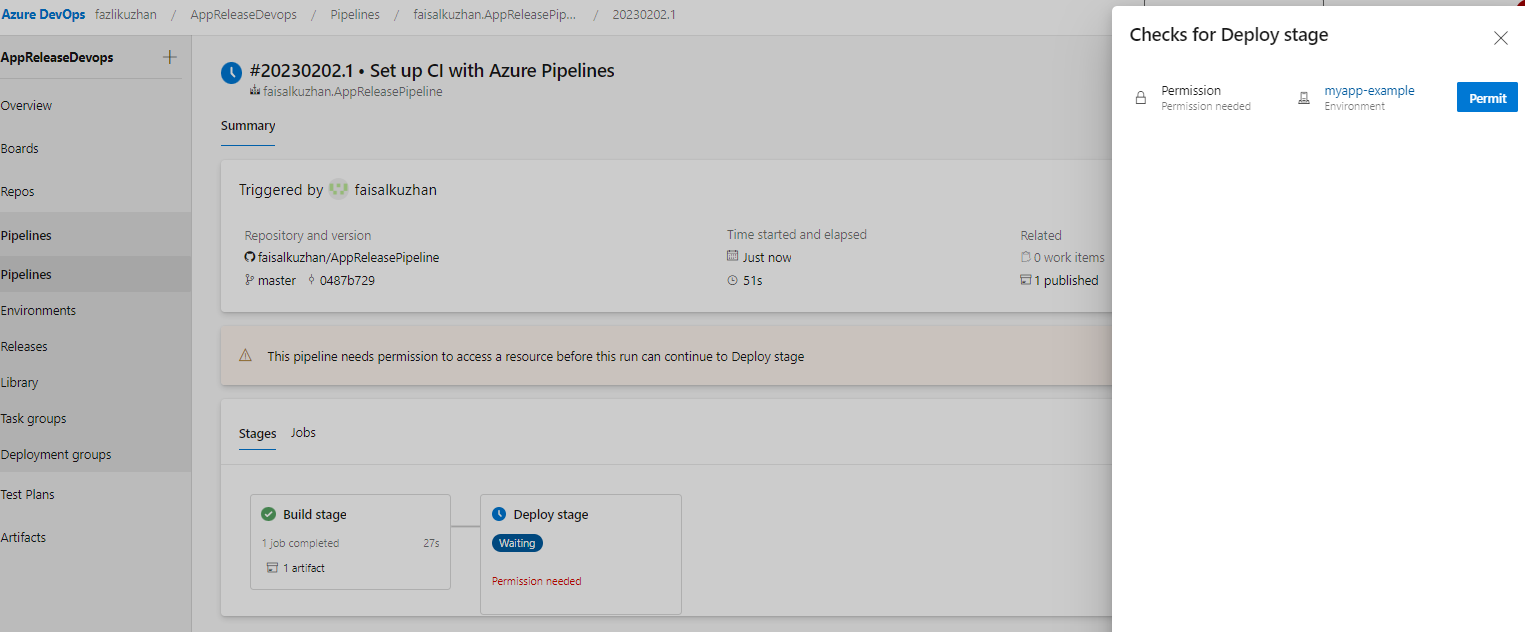 Azure DevOps fazlikuzhan / AppReleaseDevops / Pipelines / faisalkuzhan.AppReleasePip... / 20230202.1
AppReleaseDevops
Overview
Boards
Repos
Pipelines
Pipelines
Environments
Releases
Library
Task groups
Deployment groups
Test Plans
Artifacts
#20230202.1 • Set up CI with Azure Pipelines
faisalkuzhan.AppReleasePipeline
Summary
Triggered by faisalkuzhan
Repository and version
faisalkuzhan/AppReleasePipeline
master 0487b729
Time started and elapsed
Just now
51s
Related
0 work items
1 published
This pipeline needs permission to access a resource before this run can continue to Deploy stage
Stages Jobs
Build stage
1 job completed 27s
1 artifact
Deploy stage
Waiting
Permission needed
Checks for Deploy stage
Permission
Permission needed
myapp-example
Environment
Permit